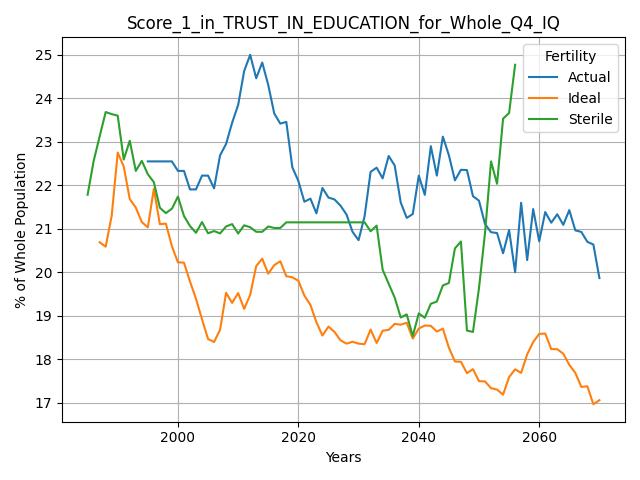 Score_1_in_TRUST_IN_EDUCATION_for_Whole_Q4_IQ
Fertility
Actual
Ideal
Sterile
% of Whole Population
25
24
23
22
21
20
19
18
17
2000
2020
2040
2060
Years